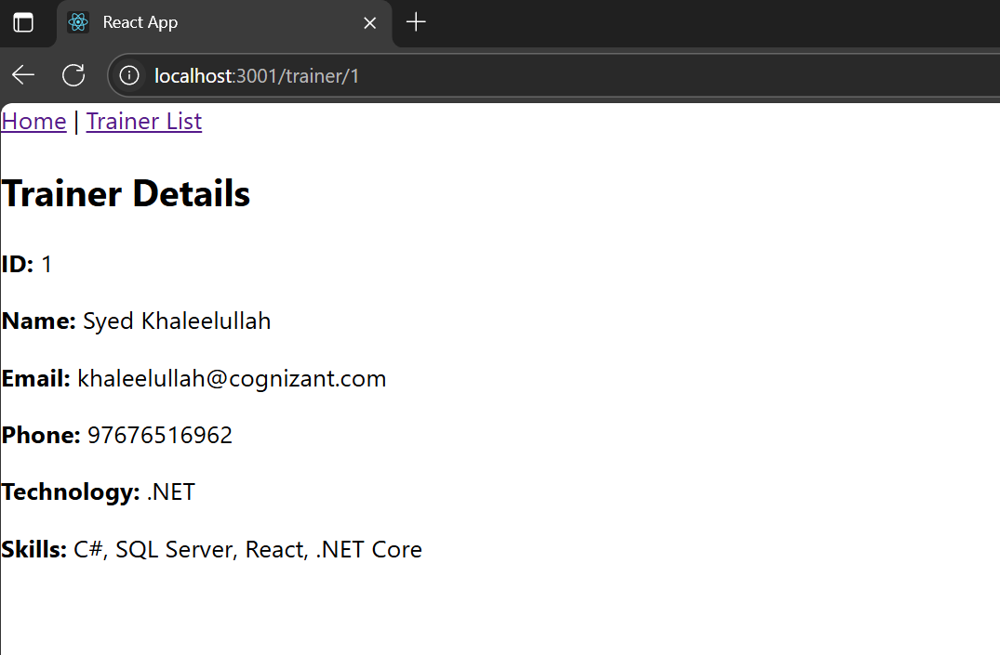 React App
localhost:3001/trainer/1
Home | Trainer List
Trainer Details
ID: 1
Name: Syed Khaleelullah
Email: khaleelullah@cognizant.com
Phone: 97676516962
Technology: .NET
Skills: C#, SQL Server, React, .NET Core